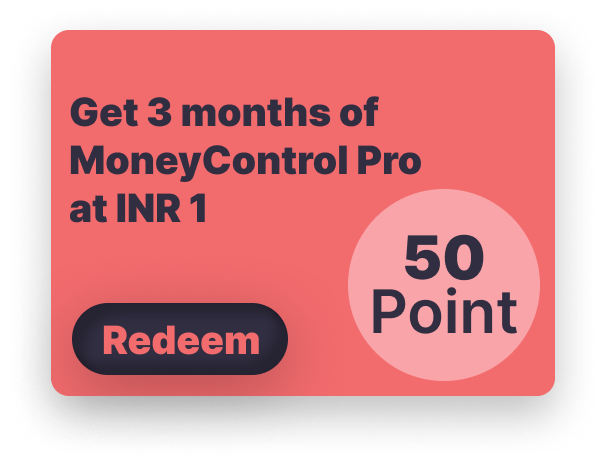 Get 3 months of
MoneyControl Pro
at INR 1
50
Point
Redeem